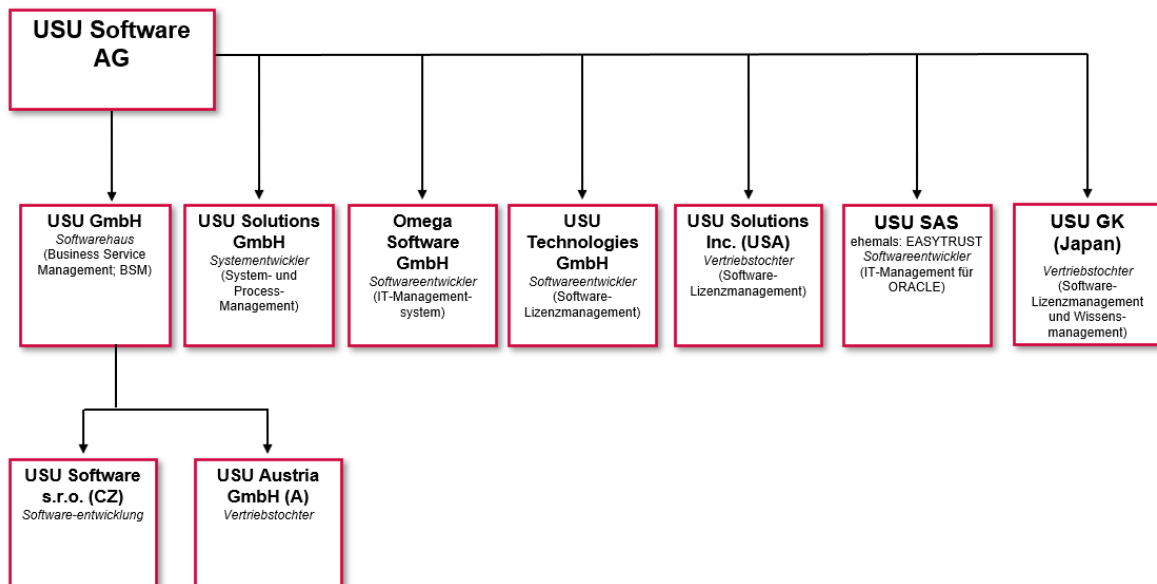 USU Software
AG
USU GmbH
Softwarehaus
(Business Service
Management; BSM)
USU Solutions
GmbH
Systementwickler
(System- und
Process-
Management)
Omega
Software
GmbH
Softwareentwickler
(IT-Management-
system)
USU
Technologies
GmbH
Softwareentwickler
(Software-
Lizenzmanagement)
USU Solutions
Inc. (USA)
Vertriebstochter
(Software-
Lizenzmanagement)
USU SAS
ehemals: EASYTRUST
Softwareentwickler
(IT-Management für
ORACLE)
USU GK
(Japan)
Vertriebstochter
(Software-
Lizenzmanagement
und Wissens-
management)
USU Software
s.r.o. (CZ)
Software-entwicklung
USU Austria
GmbH (A)
Vertriebstochter